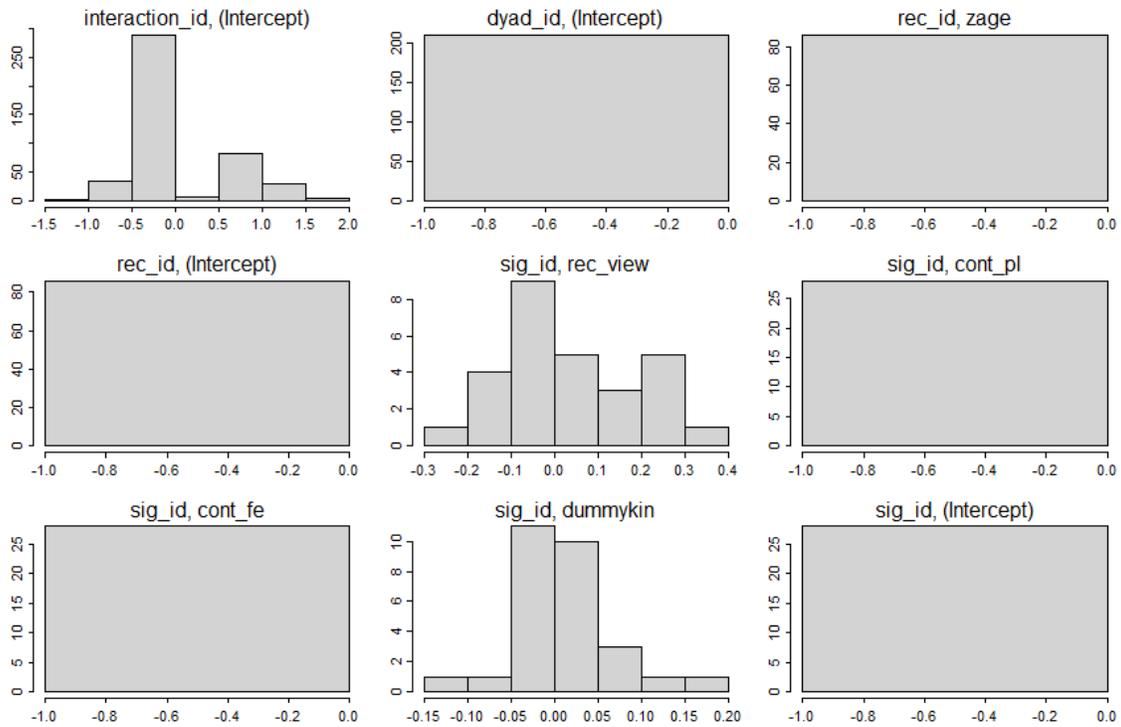 interaction_id, (Intercept)
250
150
50
0
-1.5 -1.0 -0.5 0.0 0.5 1.0 1.5 2.0
dyad_id, (Intercept)
200
150
100
50
0
-1.0 -0.8 -0.6 -0.4 -0.2 0.0
rec_id, zage
80
60
40
20
0
-1.0 -0.8 -0.6 -0.4 -0.2 0.0
rec_id, (Intercept)
80
60
40
20
0
-1.0 -0.8 -0.6 -0.4 -0.2 0.0
sig_id, rec_view
8
6
4
2
0
-0.3 -0.2 -0.1 0.0 0.1 0.2 0.3 0.4
sig_id, cont_pl
25
20
15
10
5
0
-1.0 -0.8 -0.6 -0.4 -0.2 0.0
sig_id, cont_fe
25
20
15
10
5
0
-1.0 -0.8 -0.6 -0.4 -0.2 0.0
sig_id, dummykin
10
8
6
4
2
0
-0.15 -0.10 -0.05 0.00 0.05 0.10 0.15 0.20
sig_id, (Intercept)
25
20
15
10
5
0
-1.0 -0.8 -0.6 -0.4 -0.2 0.0